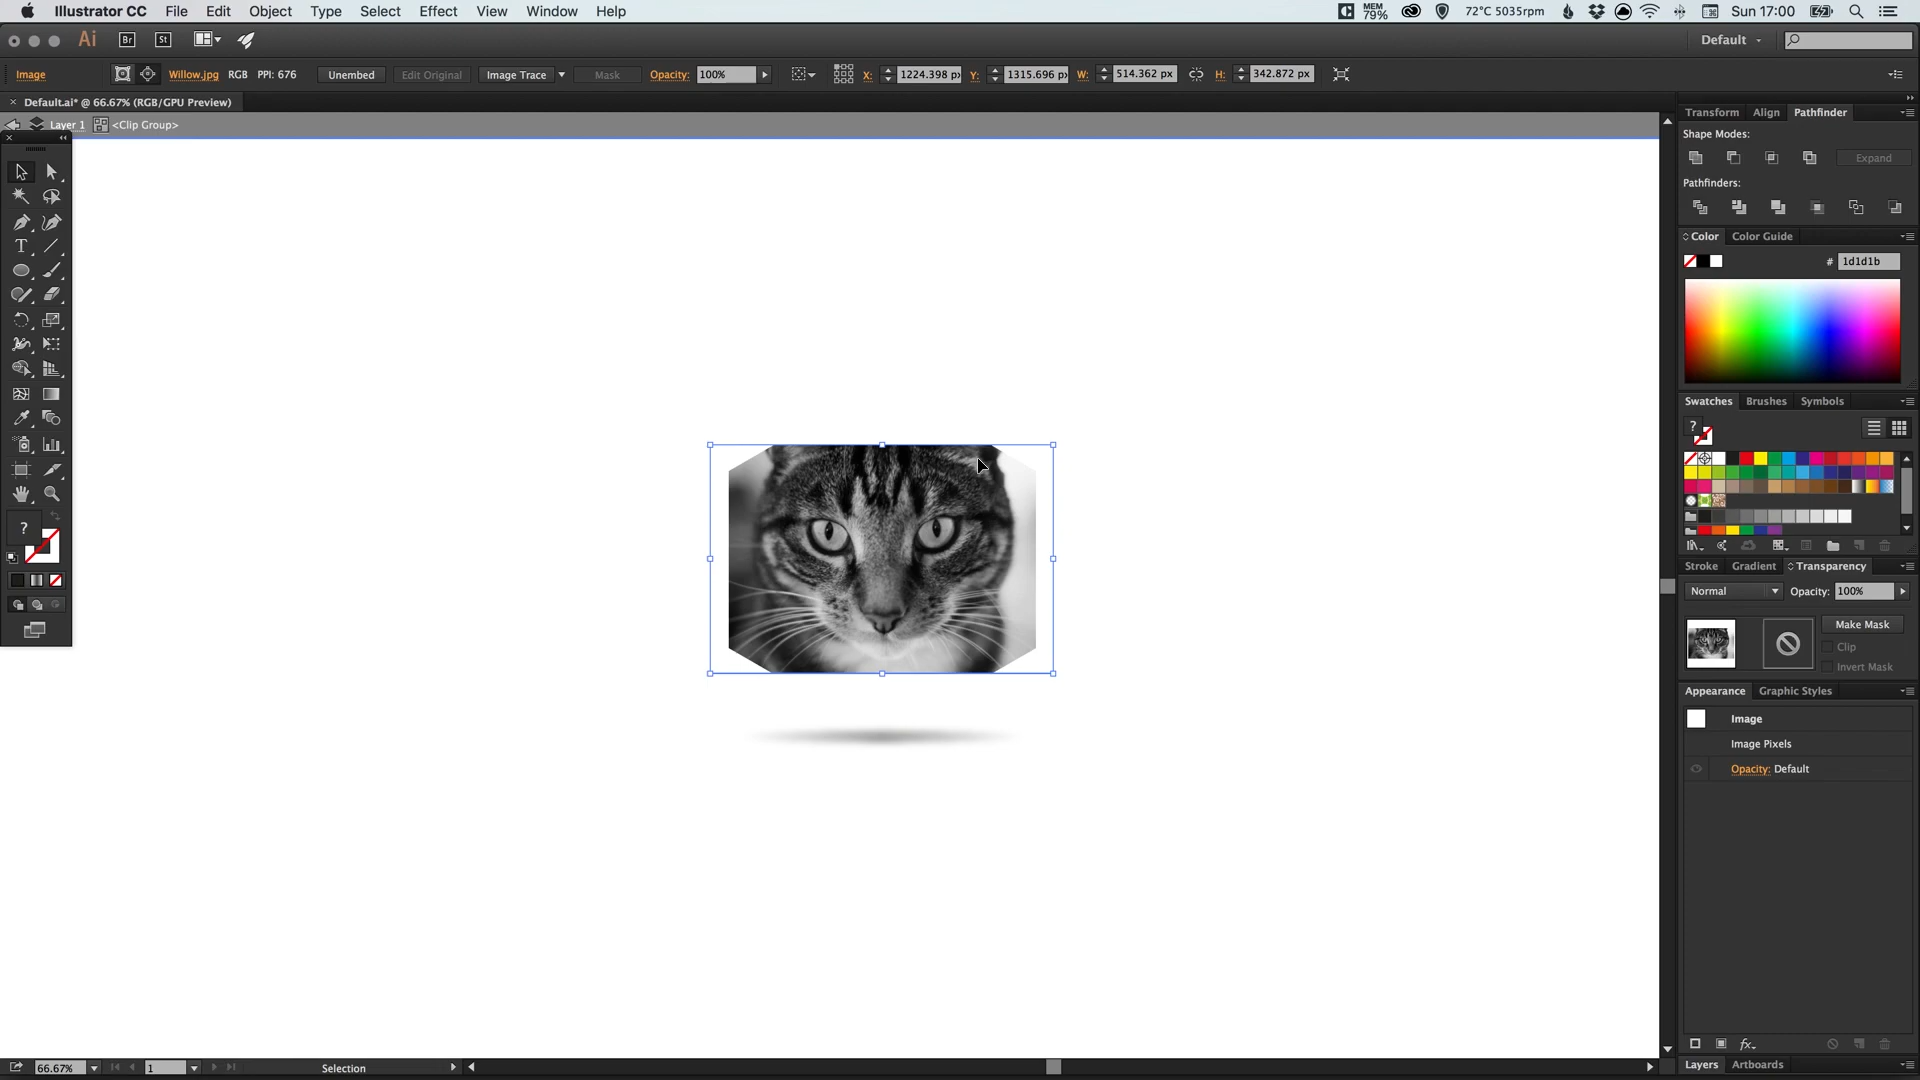 Illustrator CC File Edit Object Type Select Effect View Window Help MEM 79% 72°C 5035rpm Sun 17:00
Ai Br St Default
Image Willow.jpg RGB PPI: 676 Unembed Edit Original Image Trace Mask Opacity: 100% X: 1224.398 px Y: 1315.696 px W: 514.362 px H: 342.872 px
× Default.ai* @ 66.67% (RGB/GPU Preview)
Layer 1 <Clip Group>
Transform Align Pathfinder
Shape Modes:
Expand
Pathfinders:
Color Color Guide
# 1d1d1b
Swatches Brushes Symbols
?
T
?
Stroke Gradient Transparency
Normal Opacity: 100%
Make Mask
Clip
Invert Mask
Appearance Graphic Styles
Image
Image Pixels
Opacity: Default
fx
66.67% 1 Selection
Layers Artboards